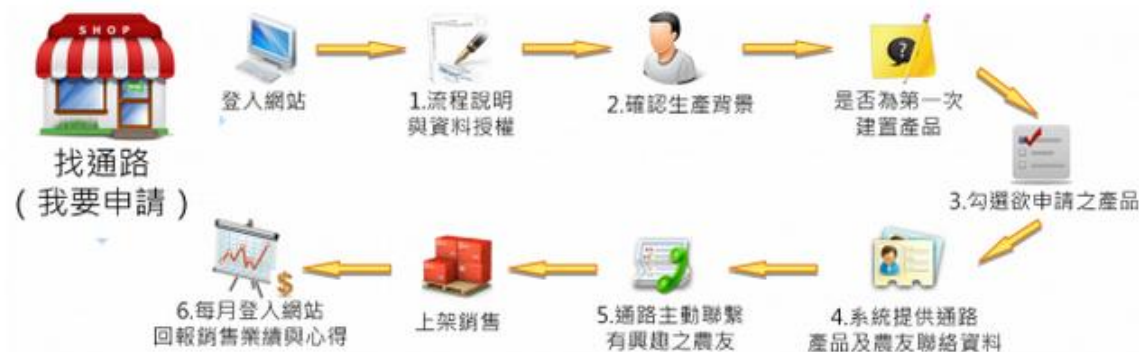 SHOP
找通路
(我要申請)
登入網站
1.流程說明
與資料授權
2.確認生產背景
?
是否為第一次
建置產品
3.勾選欲申請之產品
4.系統提供通路
產品及農友聯絡資料
5.通路主動聯繫
有興趣之農友
上架銷售
$
6.每月登入網站
回報銷售業績與心得